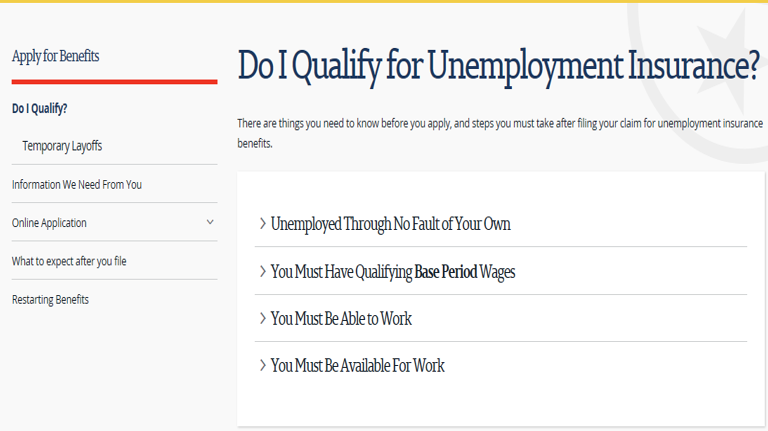 Apply for Benefits
Do I Qualify?
Temporary Layoffs
Information We Need From You
Online Application
What to expect after you file
Restarting Benefits
Do I Qualify for Unemployment Insurance?
There are things you need to know before you apply, and steps you must take after filing your claim for unemployment insurance
benefits.
Unemployed Through No Fault of Your Own
You Must Have Qualifying Base Period Wages
You Must Be Able to Work
You Must Be Available For Work